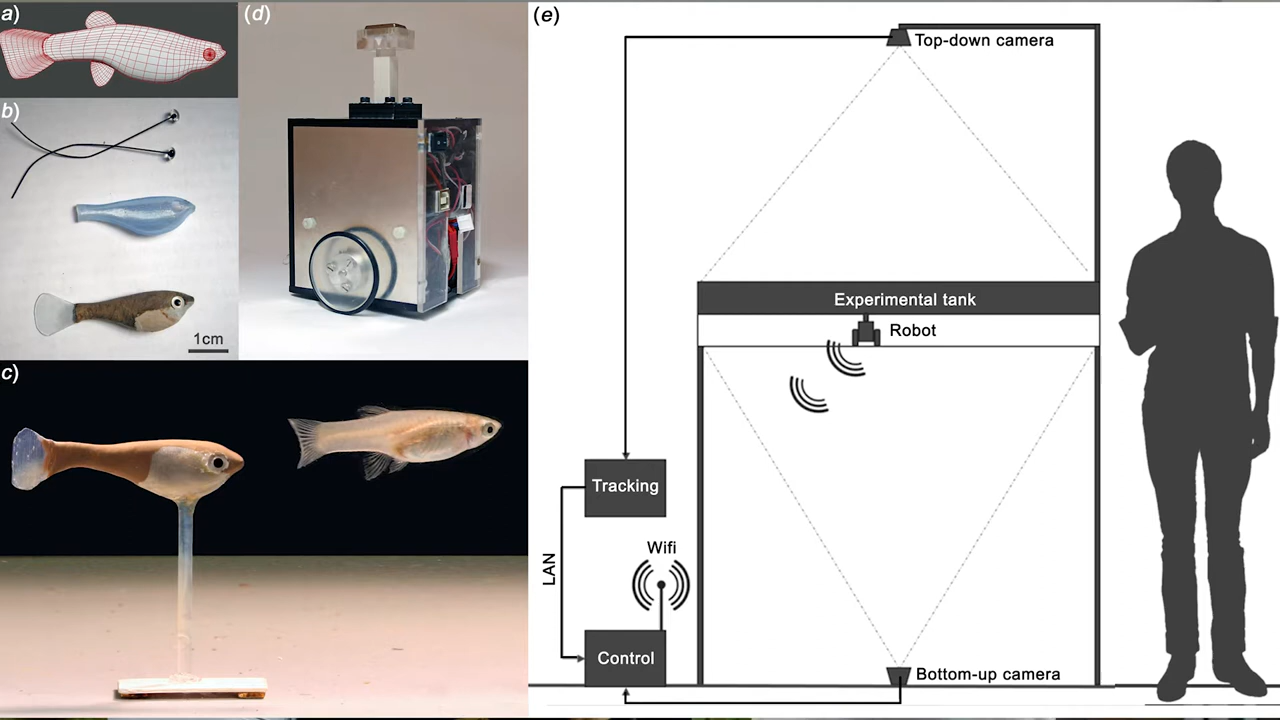 a)
b)
1cm
c)
(d)
(e)
Top-down camera
Experimental tank
Robot
Tracking
LAN
Wifi
Control
Bottom-up camera